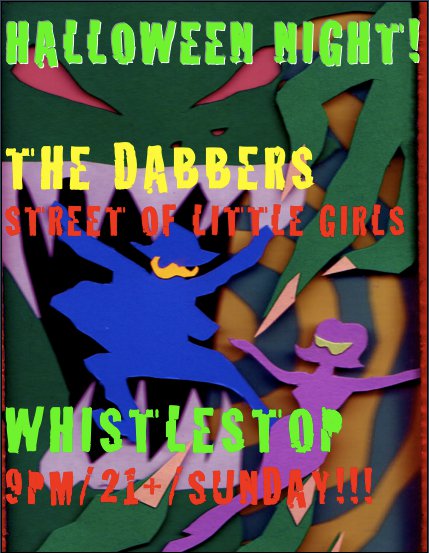 HALLOWEEN NIGHT!
THE DABBERS
STREET OF LITTLE GIRLS
WHISTLESTOP
9PM/21+/SUNDAY!!!